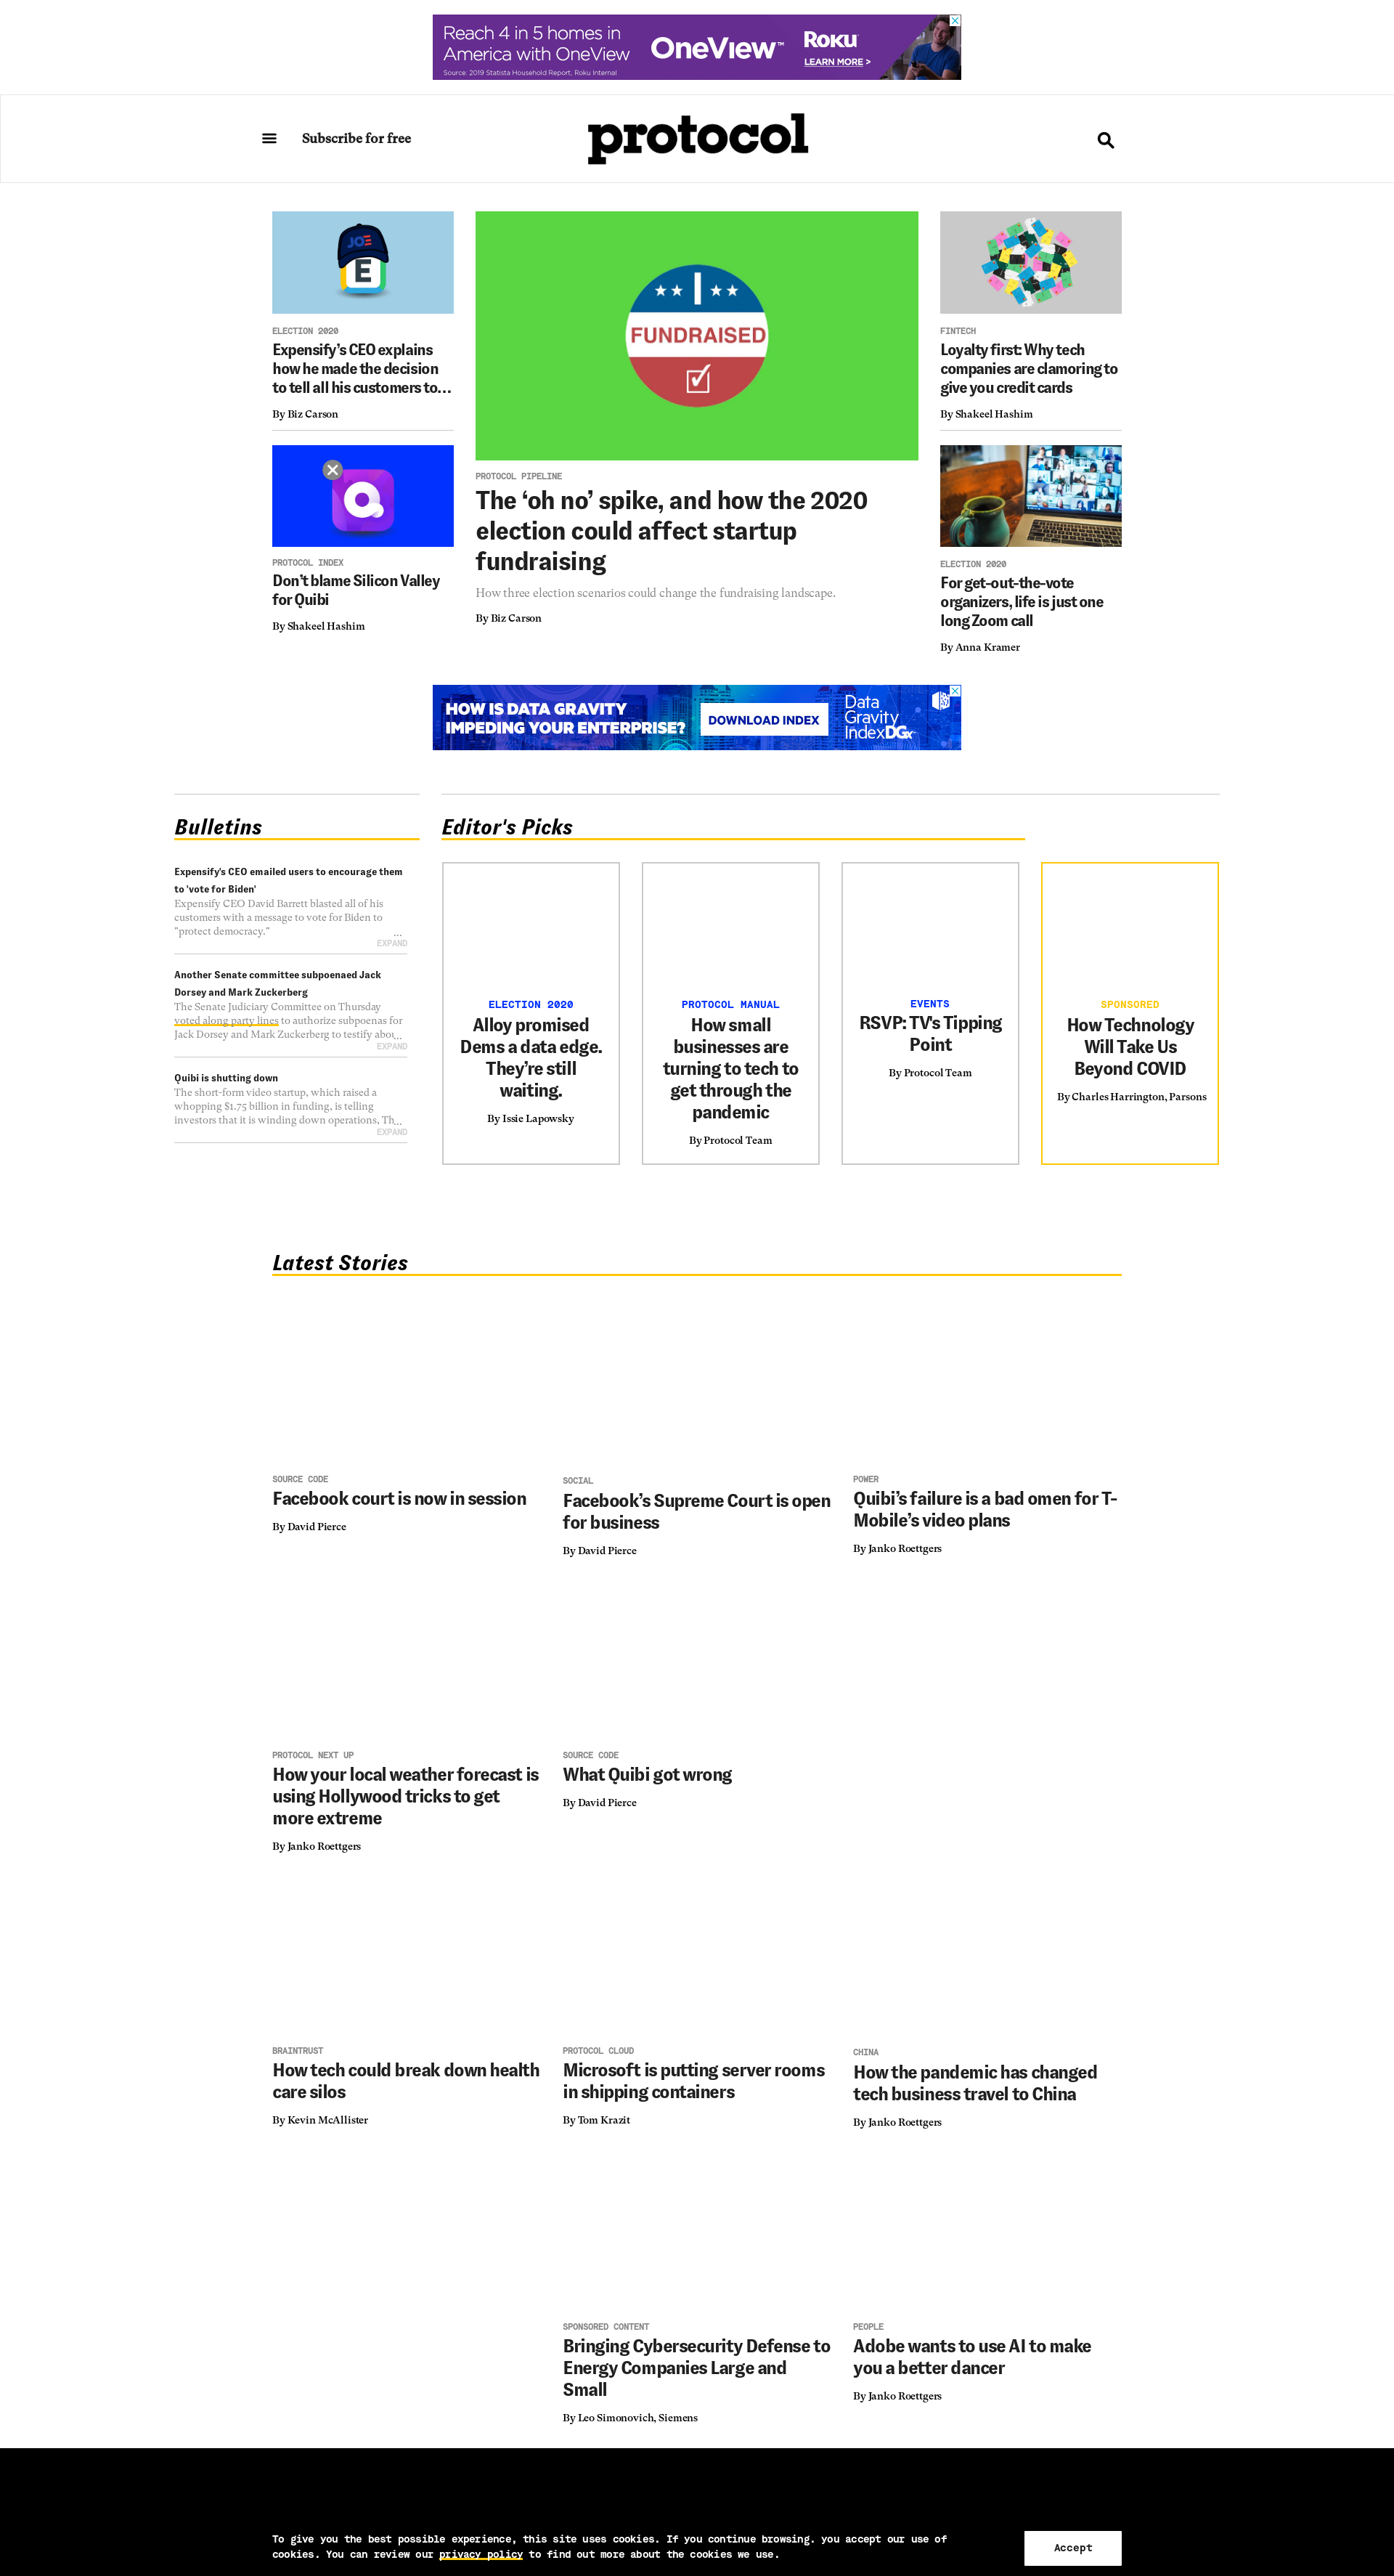 Reach 4 in 5 homes in
America with OneView
Source: 2019 Statista Household Report, Roku Internal
OneView™
Roku
LEARN MORE >
Subscribe for free
protocol
JOE
E
ELECTION 2020
Expensify’s CEO explains
how he made the decision
to tell all his customers to…
By Biz Carson
PROTOCOL INDEX
Don’t blame Silicon Valley
for Quibi
By Shakeel Hashim
I
FUNDRAISED
PROTOCOL PIPELINE
The ‘oh no’ spike, and how the 2020
election could affect startup
fundraising
How three election scenarios could change the fundraising landscape.
By Biz Carson
FINTECH
Loyalty first: Why tech
companies are clamoring to
give you credit cards
By Shakeel Hashim
ELECTION 2020
For get-out-the-vote
organizers, life is just one
long Zoom call
By Anna Kramer
HOW IS DATA GRAVITY
IMPEDING YOUR ENTERPRISE?
DOWNLOAD INDEX
Data
Gravity
Index DGx™
Bulletins
Expensify's CEO emailed users to encourage them
to 'vote for Biden'
Expensify CEO David Barrett blasted all of his
customers with a message to vote for Biden to
"protect democracy."
...
EXPAND
Another Senate committee subpoenaed Jack
Dorsey and Mark Zuckerberg
The Senate Judiciary Committee on Thursday
voted along party lines to authorize subpoenas for
Jack Dorsey and Mark Zuckerberg to testify abou...
EXPAND
Quibi is shutting down
The short-form video startup, which raised a
whopping $1.75 billion in funding, is telling
investors that it is winding down operations, Th...
EXPAND
Editor's Picks
ELECTION 2020
Alloy promised
Dems a data edge.
They’re still
waiting.
By Issie Lapowsky
PROTOCOL MANUAL
How small
businesses are
turning to tech to
get through the
pandemic
By Protocol Team
EVENTS
RSVP: TV's Tipping
Point
By Protocol Team
SPONSORED
How Technology
Will Take Us
Beyond COVID
By Charles Harrington, Parsons
Latest Stories
SOURCE CODE
Facebook court is now in session
By David Pierce
SOCIAL
Facebook’s Supreme Court is open
for business
By David Pierce
POWER
Quibi’s failure is a bad omen for T-
Mobile’s video plans
By Janko Roettgers
PROTOCOL NEXT UP
How your local weather forecast is
using Hollywood tricks to get
more extreme
By Janko Roettgers
SOURCE CODE
What Quibi got wrong
By David Pierce
BRAINTRUST
How tech could break down health
care silos
By Kevin McAllister
PROTOCOL CLOUD
Microsoft is putting server rooms
in shipping containers
By Tom Krazit
CHINA
How the pandemic has changed
tech business travel to China
By Janko Roettgers
SPONSORED CONTENT
Bringing Cybersecurity Defense to
Energy Companies Large and
Small
By Leo Simonovich, Siemens
PEOPLE
Adobe wants to use AI to make
you a better dancer
By Janko Roettgers
To give you the best possible experience, this site uses cookies. If you continue browsing. you accept our use of
cookies. You can review our privacy policy to find out more about the cookies we use.
Accept